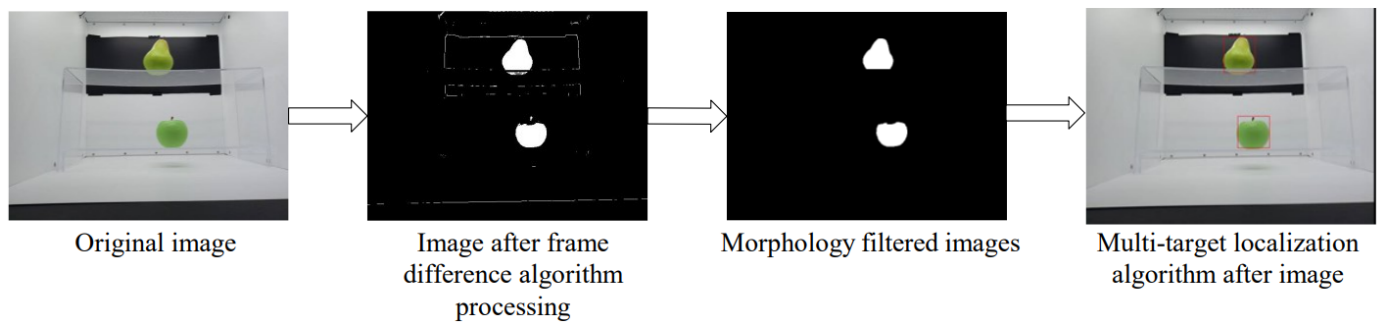 Original image
Image after frame
difference algorithm
processing
Morphology filtered images
Multi-target localization
algorithm after image